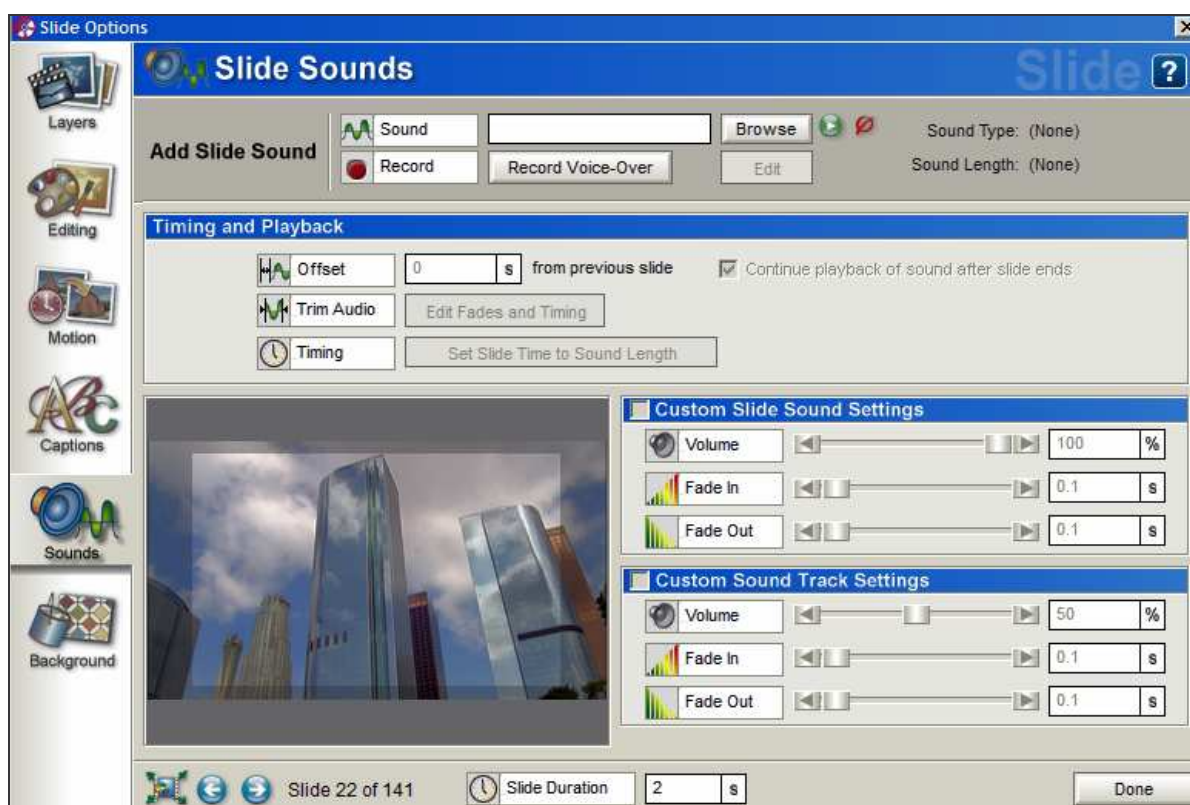 Slide Options
Slide Sounds
Slide
?
Layers
Editing
Motion
Captions
Sounds
Background
Add Slide Sound
Sound
Browse
Sound Type: (None)
Record
Record Voice-Over
Edit
Sound Length: (None)
Timing and Playback
Offset
0
s
from previous slide
Continue playback of sound after slide ends
Trim Audio
Edit Fades and Timing
Timing
Set Slide Time to Sound Length
Custom Slide Sound Settings
Volume
100
%
Fade In
0.1
s
Fade Out
0.1
s
Custom Sound Track Settings
Volume
50
%
Fade In
0.1
s
Fade Out
0.1
s
Slide 22 of 141
Slide Duration
2
s
Done